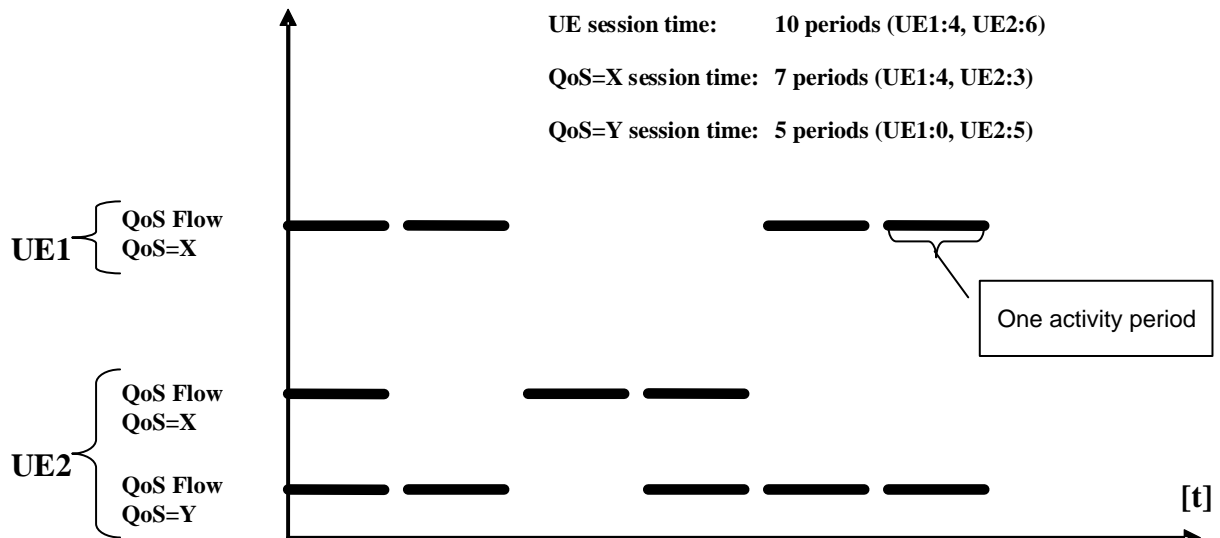 UE session time: 10 periods (UE1:4, UE2:6)
QoS=X session time: 7 periods (UE1:4, UE2:3)
QoS=Y session time: 5 periods (UE1:0, UE2:5)
UE1
QoS Flow
QoS=X
One activity period
UE2
QoS Flow
QoS=X
QoS Flow
QoS=Y
[t]